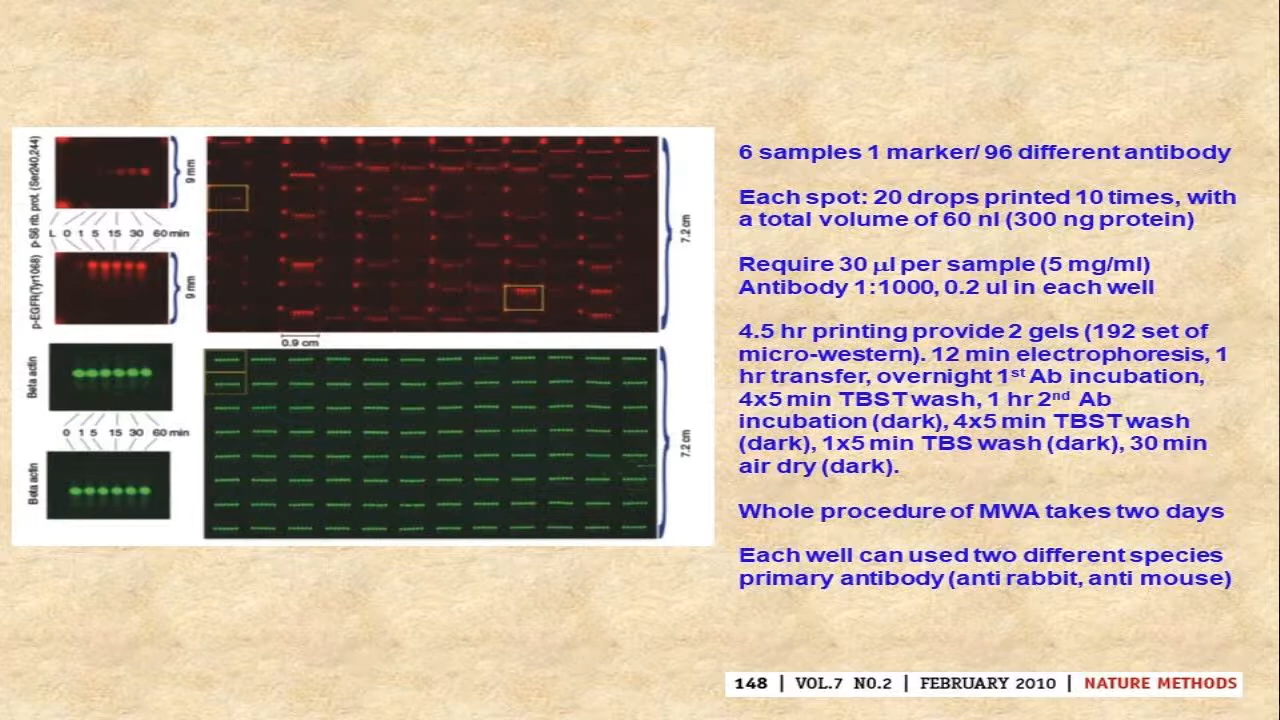 p-S6 rib. prot. (Ser240,244)
9 mm
L 0 1 5 15 30 60 min
p-EGFR(Tyr1068)
9 mm
7.2 cm
0.9 cm
Beta actin
0 1 5 15 30 60 min
Beta actin
7.2 cm
6 samples 1 marker/ 96 different antibody
Each spot: 20 drops printed 10 times, with
a total volume of 60 nl (300 ng protein)
Require 30 μl per sample (5 mg/ml)
Antibody 1:1000, 0.2 ul in each well
4.5 hr printing provide 2 gels (192 set of
micro-western). 12 min electrophoresis, 1
hr transfer, overnight 1st Ab incubation,
4x5 min TBST wash, 1 hr 2nd Ab
incubation (dark), 4x5 min TBST wash
(dark), 1x5 min TBS wash (dark), 30 min
air dry (dark).
Whole procedure of MWA takes two days
Each well can used two different species
primary antibody (anti rabbit, anti mouse)
148 | VOL.7 NO.2 | FEBRUARY 2010 | NATURE METHODS